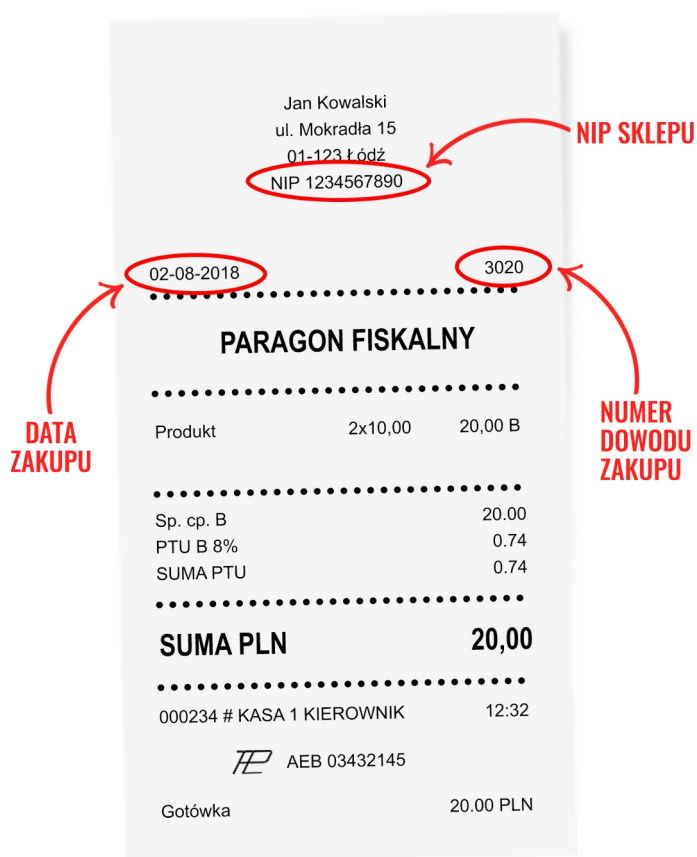 Jan Kowalski
ul. Mokradła 15
01-123 Łódź
NIP 1234567890
NIP SKLEPU
02-08-2018 3020
PARAGON FISKALNY
Produkt 2x10,00 20,00 B
DATA
ZAKUPU
NUMER
DOWODU
ZAKUPU
Sp. cp. B 20.00
PTU B 8% 0.74
SUMA PTU 0.74
SUMA PLN 20,00
000234 # KASA 1 KIEROWNIK 12:32
AEB 03432145
Gotówka 20.00 PLN